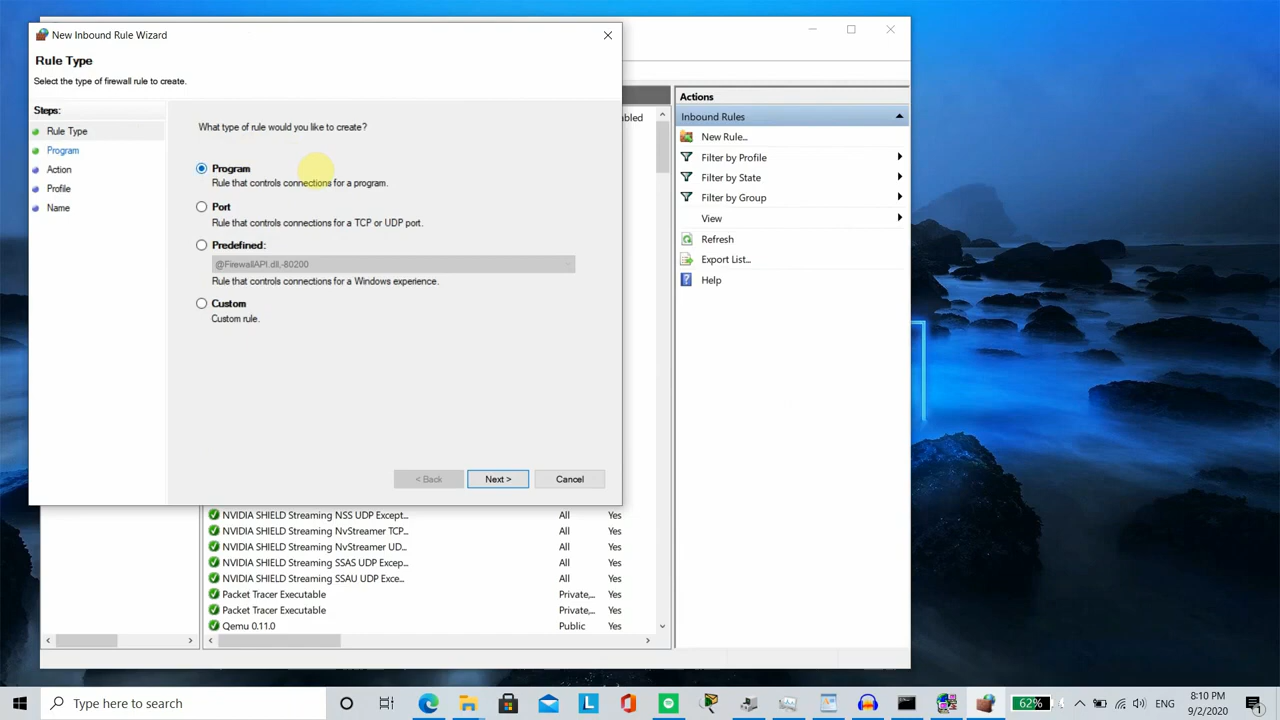 New Inbound Rule Wizard
Rule Type
Select the type of firewall rule to create.
Steps:
Rule Type
Program
Action
Profile
Name
What type of rule would you like to create?
Program
Rule that controls connections for a program.
Port
Rule that controls connections for a TCP or UDP port.
Predefined:
@FirewallAPI.dll,-80200
Rule that controls connections for a Windows experience.
Custom
Custom rule.
< Back
Next >
Cancel
NVIDIA SHIELD Streaming NSS UDP Except... All Yes
NVIDIA SHIELD Streaming NvStreamer TCP... All Yes
NVIDIA SHIELD Streaming NvStreamer UD... All Yes
NVIDIA SHIELD Streaming SSAS UDP Excep... All Yes
NVIDIA SHIELD Streaming SSAU UDP Exce... All Yes
Packet Tracer Executable Private,... Yes
Packet Tracer Executable Private,... Yes
Qemu 0.11.0 Public Yes
Actions
Inbound Rules
New Rule...
Filter by Profile
Filter by State
Filter by Group
View
Refresh
Export List...
Help
Type here to search
62%
8:10 PM
9/2/2020